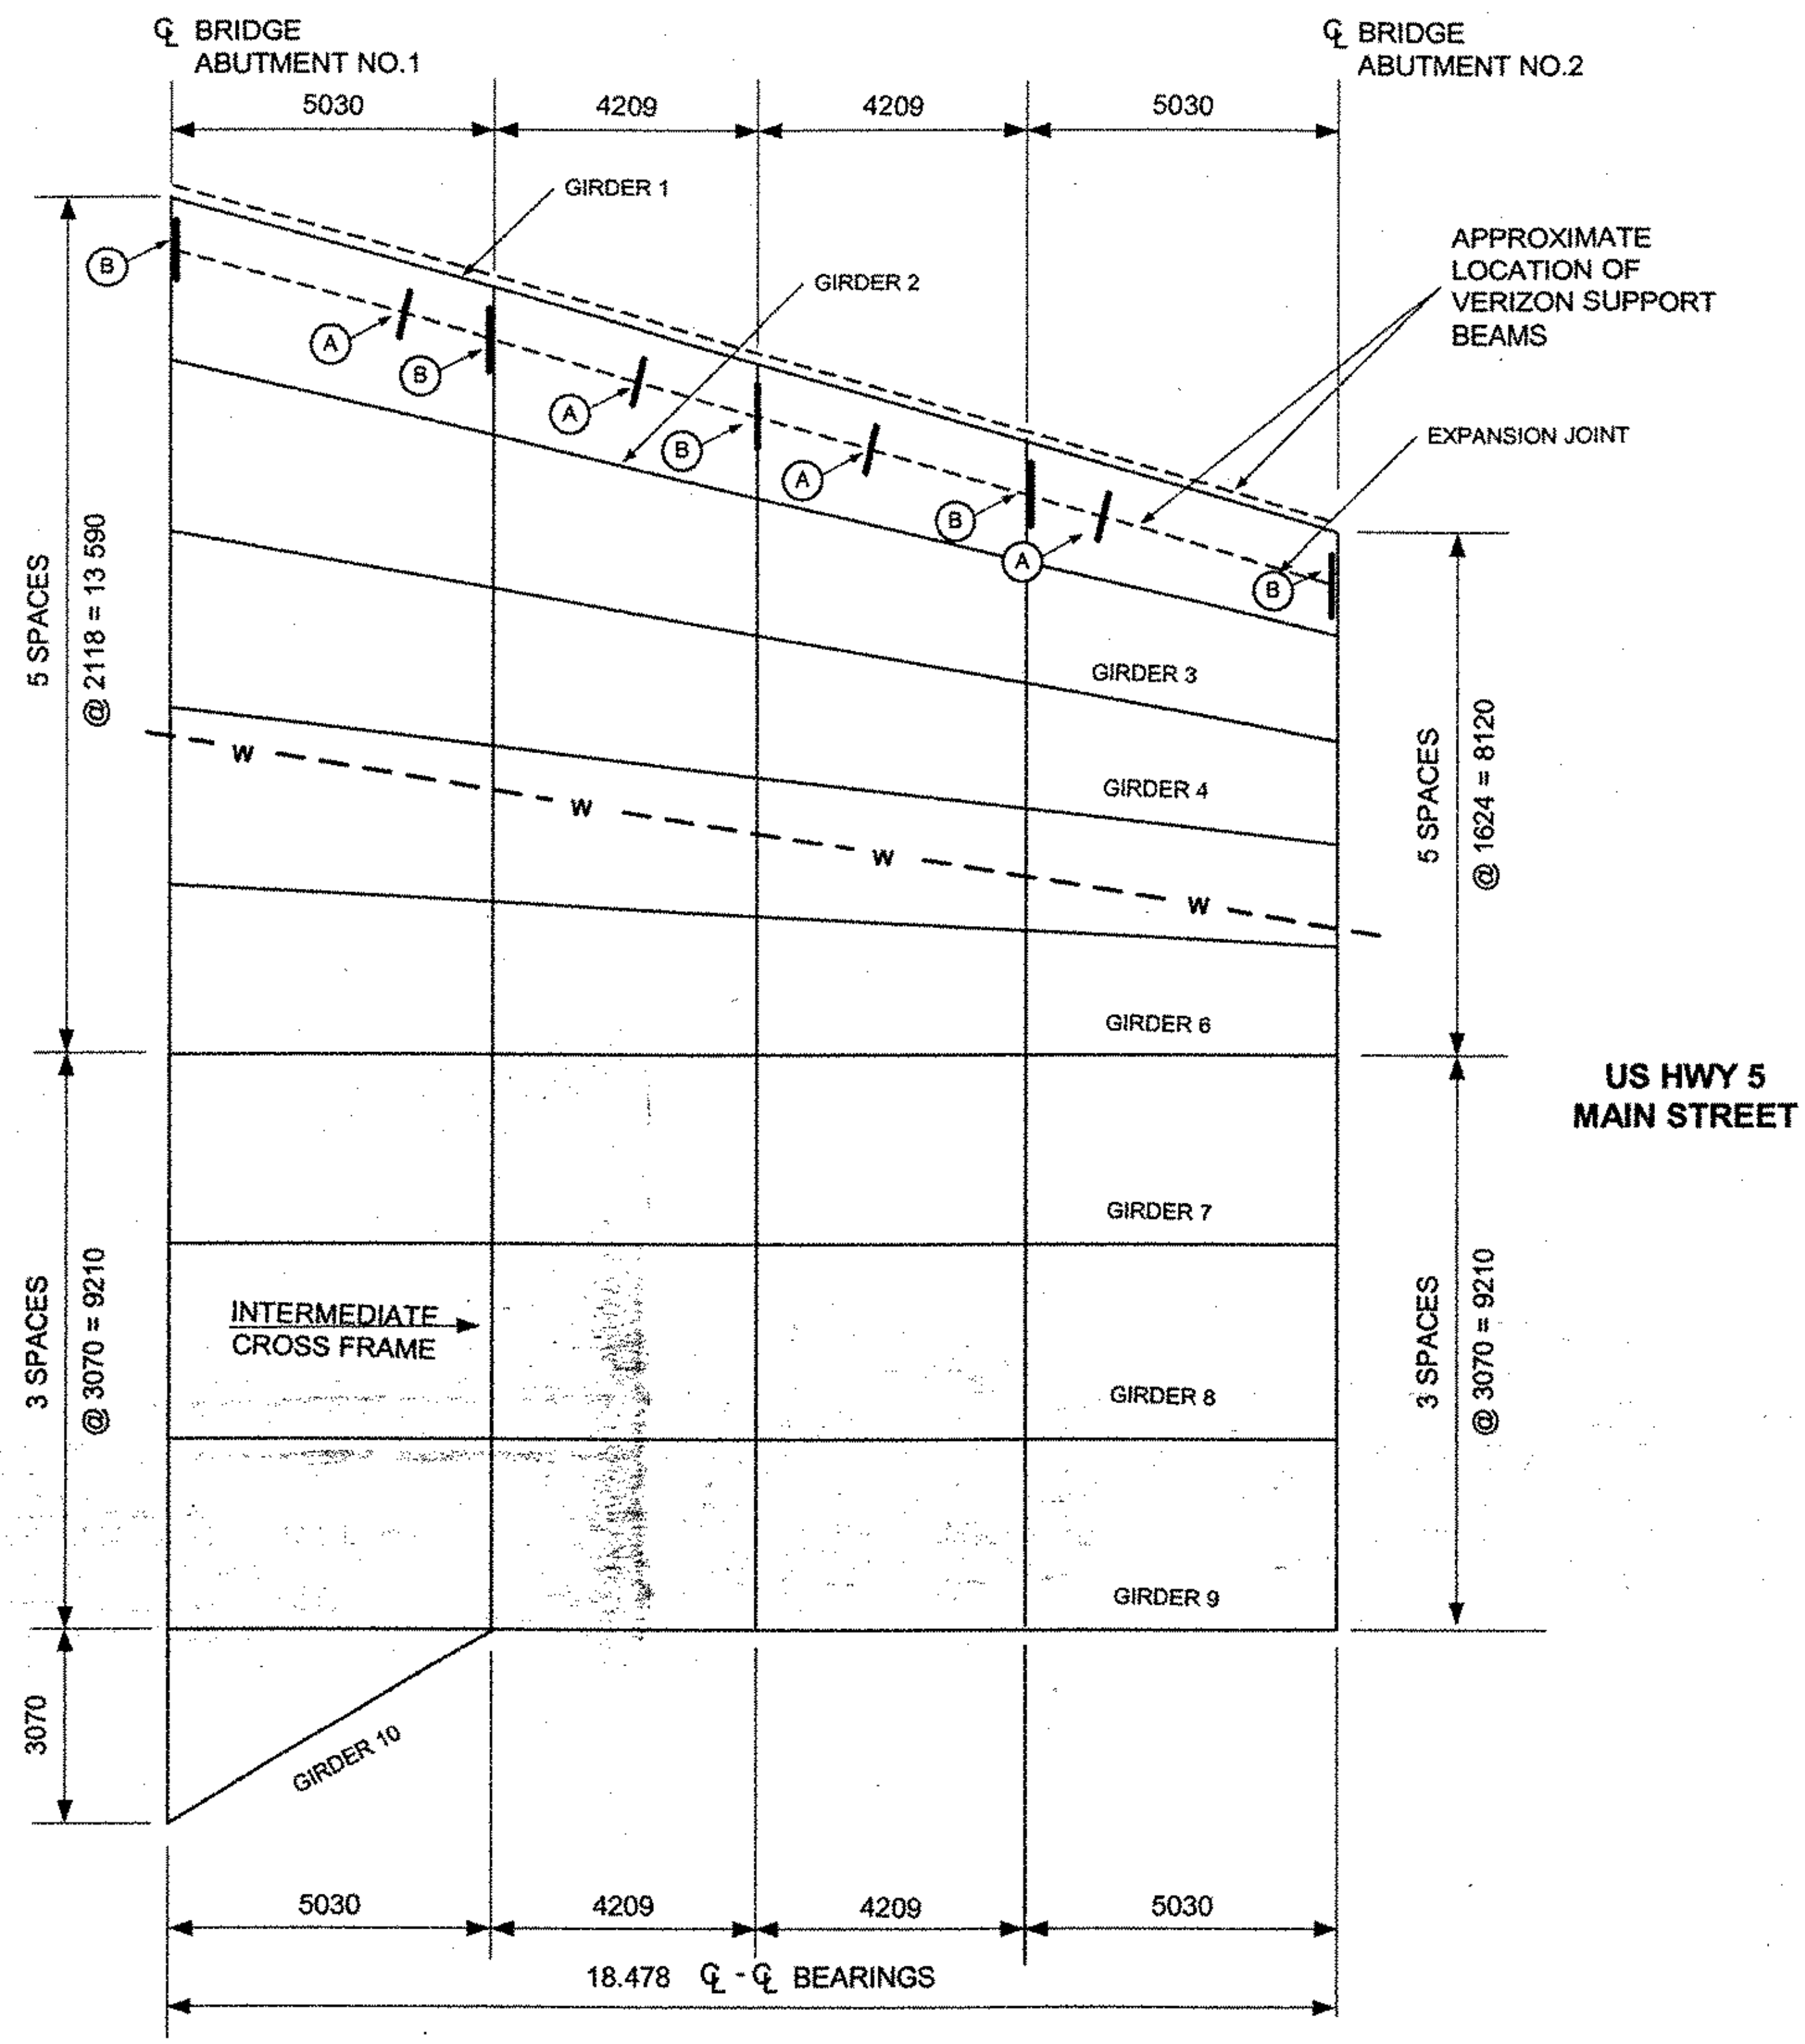 ℄ BRIDGE
ABUTMENT NO.1
℄ BRIDGE
ABUTMENT NO.2
5030
4209
4209
5030
GIRDER 1
GIRDER 2
APPROXIMATE
LOCATION OF
VERIZON SUPPORT
BEAMS
EXPANSION JOINT
B
A
B
A
B
A
B
A
B
5 SPACES
@ 2118 = 13 590
GIRDER 3
GIRDER 4
W
W
W
W
5 SPACES
@ 1624 = 8120
GIRDER 6
US HWY 5
MAIN STREET
GIRDER 7
3 SPACES
@ 3070 = 9210
INTERMEDIATE
CROSS FRAME
GIRDER 8
3 SPACES
@ 3070 = 9210
GIRDER 9
3070
GIRDER 10
5030
4209
4209
5030
18.478 ℄ - ℄ BEARINGS